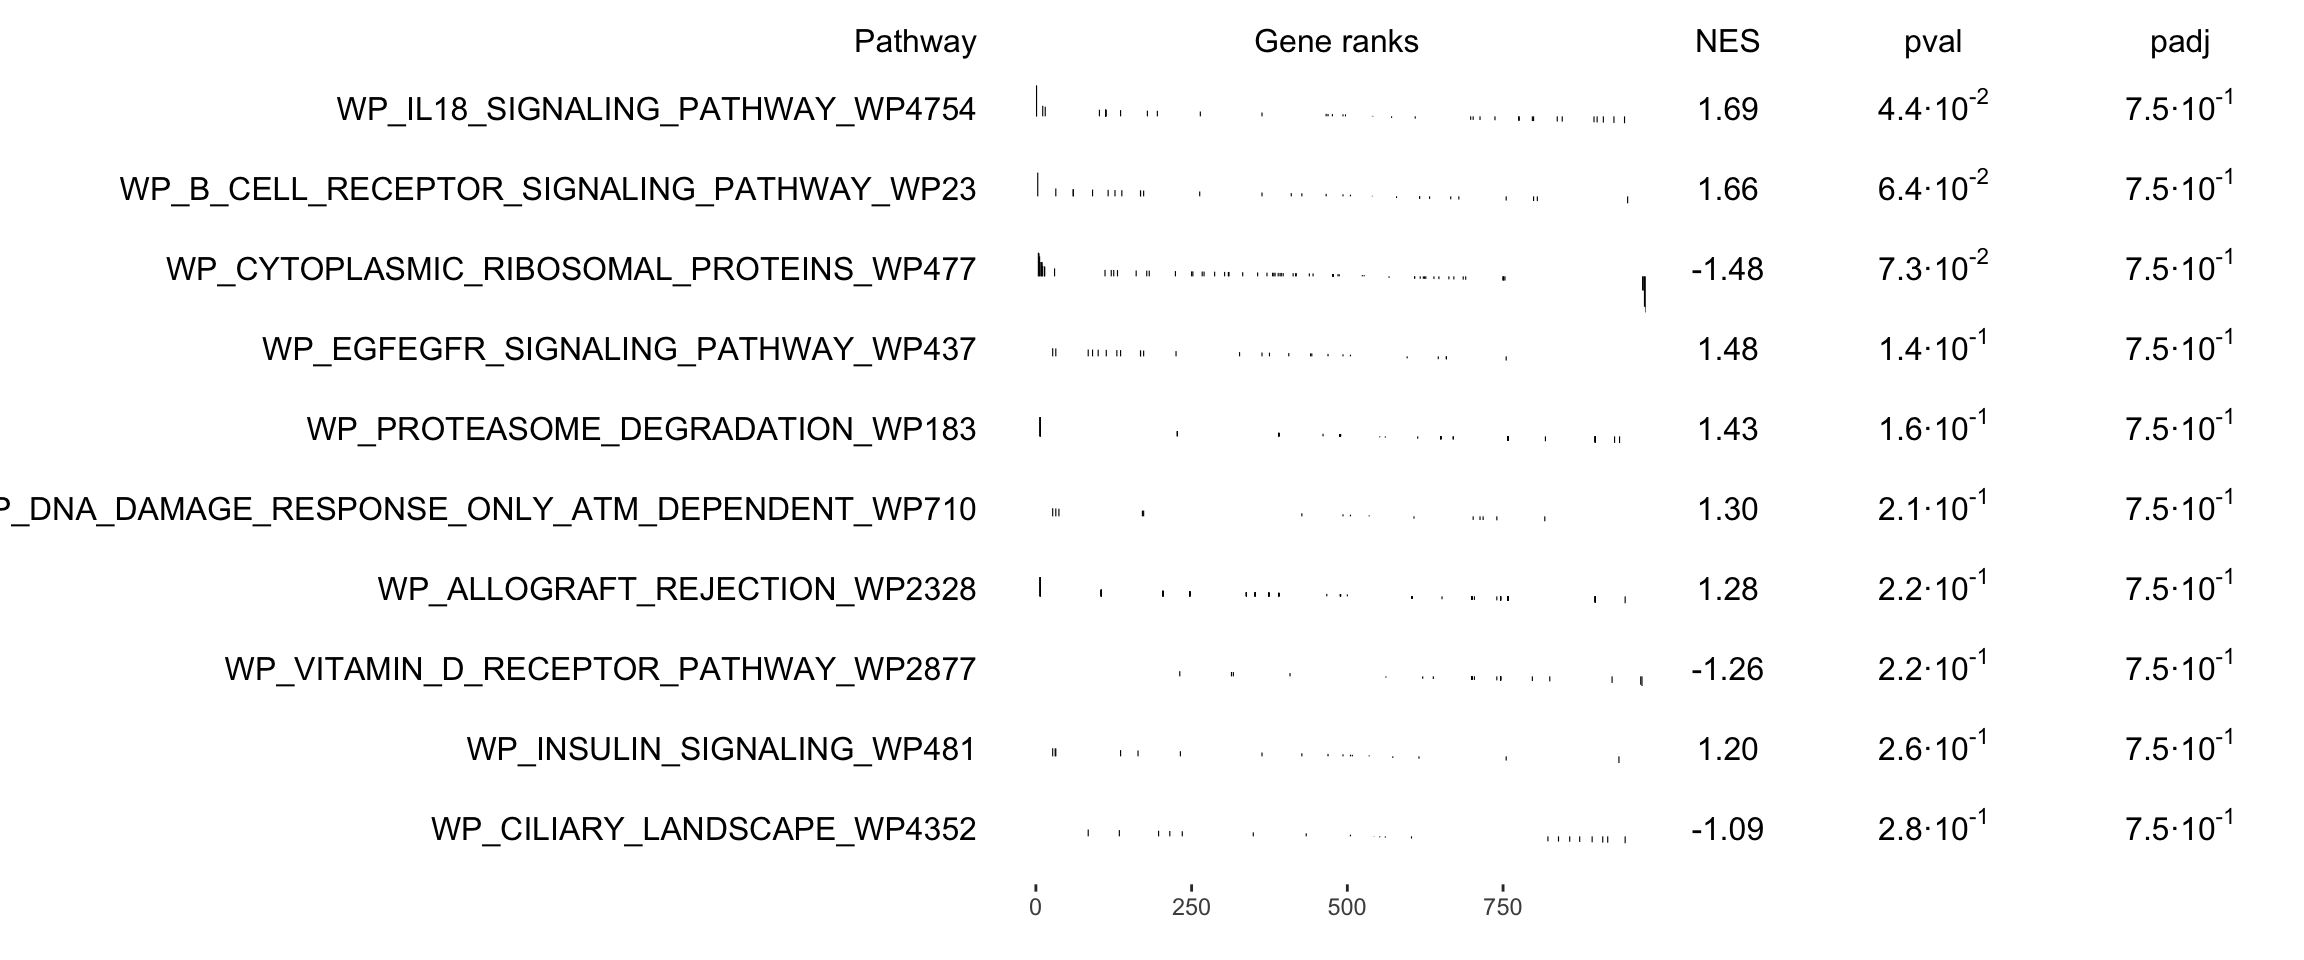 Pathway Gene ranks NES pval padj
WP_IL18_SIGNALING_PATHWAY_WP4754 1.69 4.4·10⁻² 7.5·10⁻¹
WP_B_CELL_RECEPTOR_SIGNALING_PATHWAY_WP23 1.66 6.4·10⁻² 7.5·10⁻¹
WP_CYTOPLASMIC_RIBOSOMAL_PROTEINS_WP477 -1.48 7.3·10⁻² 7.5·10⁻¹
WP_EGFEGFR_SIGNALING_PATHWAY_WP437 1.48 1.4·10⁻¹ 7.5·10⁻¹
WP_PROTEASOME_DEGRADATION_WP183 1.43 1.6·10⁻¹ 7.5·10⁻¹
P_DNA_DAMAGE_RESPONSE_ONLY_ATM_DEPENDENT_WP710 1.30 2.1·10⁻¹ 7.5·10⁻¹
WP_ALLOGRAFT_REJECTION_WP2328 1.28 2.2·10⁻¹ 7.5·10⁻¹
WP_VITAMIN_D_RECEPTOR_PATHWAY_WP2877 -1.26 2.2·10⁻¹ 7.5·10⁻¹
WP_INSULIN_SIGNALING_WP481 1.20 2.6·10⁻¹ 7.5·10⁻¹
WP_CILIARY_LANDSCAPE_WP4352 -1.09 2.8·10⁻¹ 7.5·10⁻¹
0 250 500 750